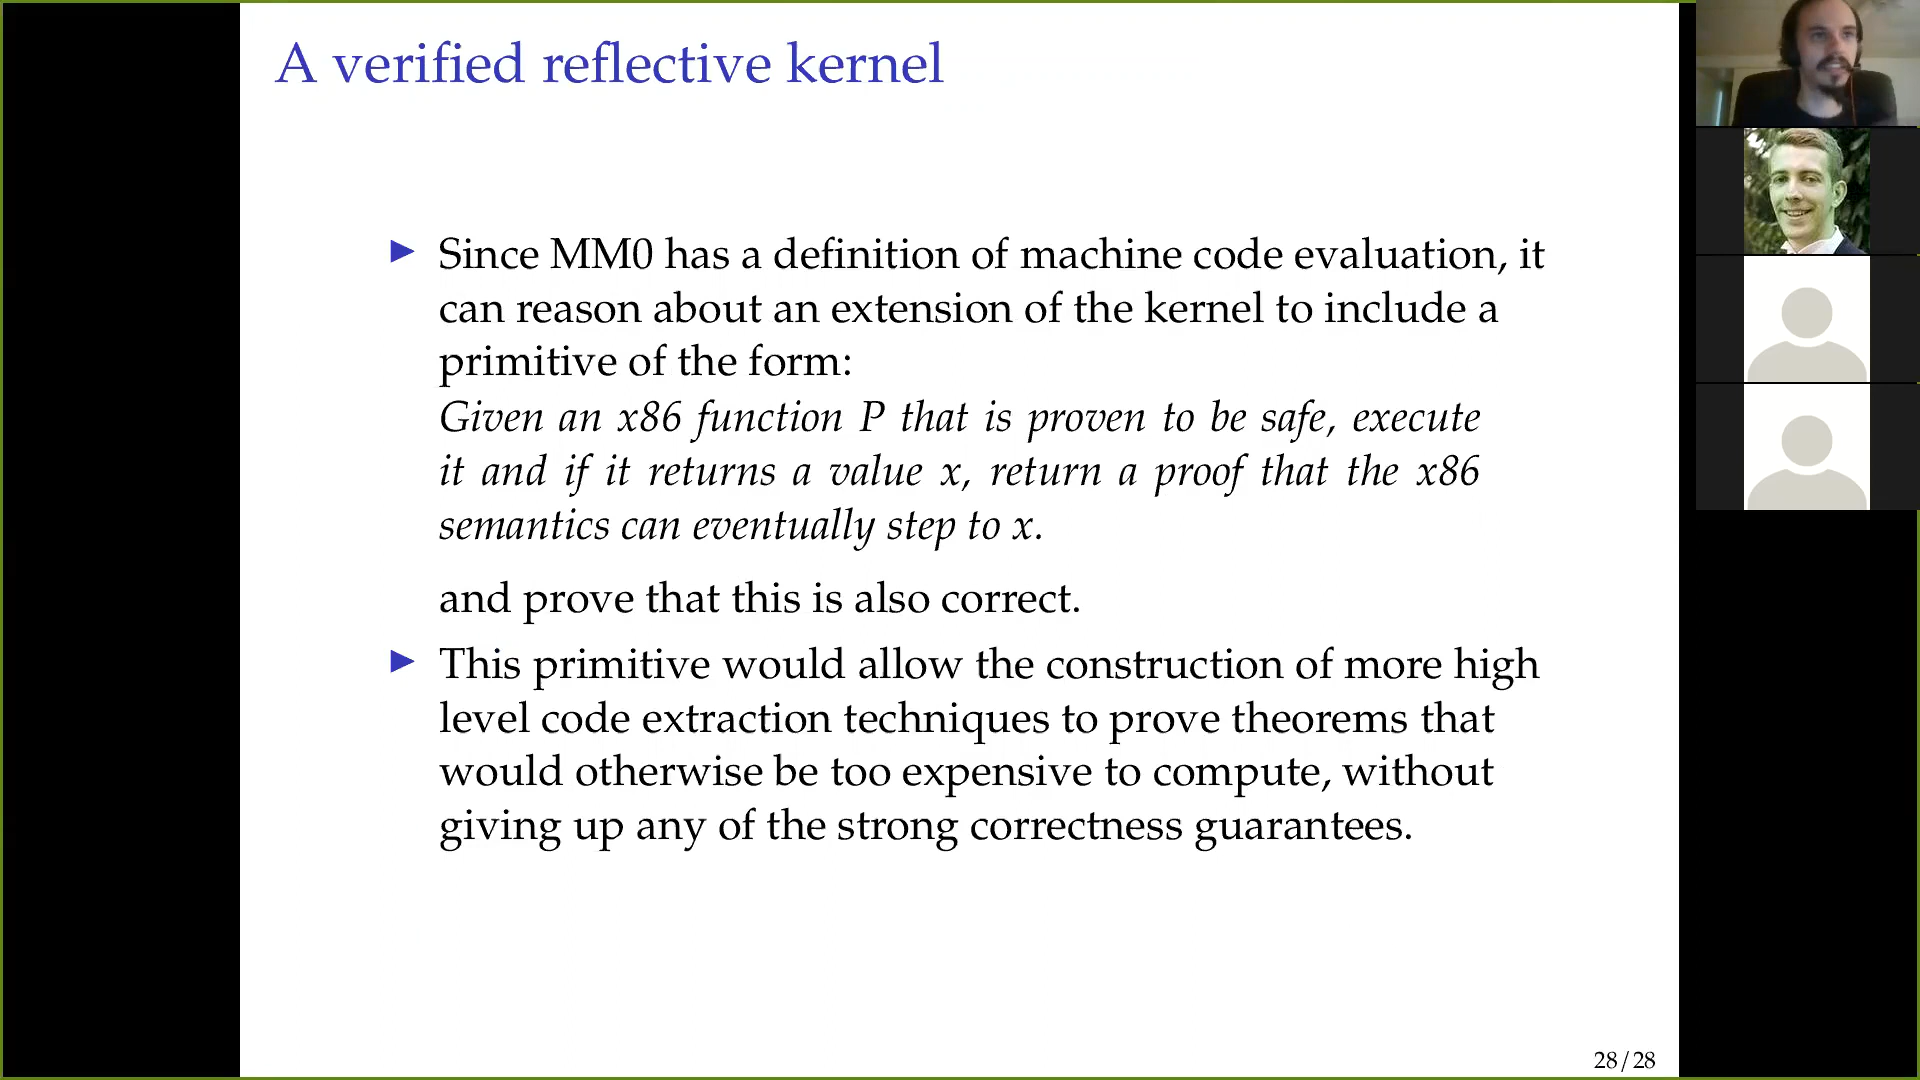 A verified reflective kernel
Since MM0 has a definition of machine code evaluation, it
can reason about an extension of the kernel to include a
primitive of the form:
Given an x86 function P that is proven to be safe, execute
it and if it returns a value x, return a proof that the x86
semantics can eventually step to x.
and prove that this is also correct.
This primitive would allow the construction of more high
level code extraction techniques to prove theorems that
would otherwise be too expensive to compute, without
giving up any of the strong correctness guarantees.
28/28